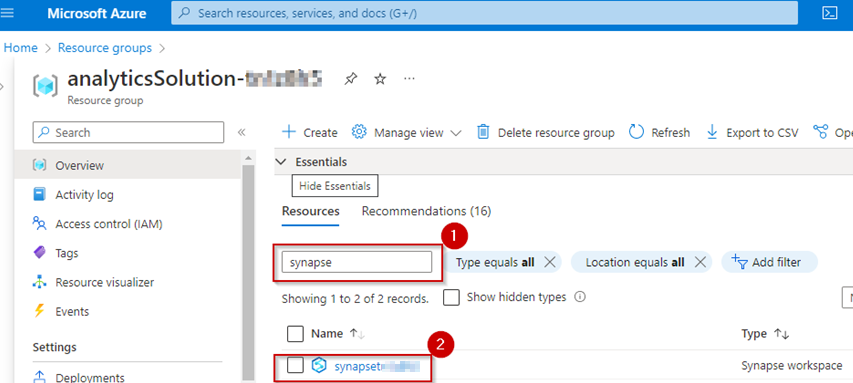 Microsoft Azure
Search resources, services, and docs (G+/)
Home > Resource groups >
analyticsSolution-
Resource group
Search
«
Create
Manage view
Delete resource group
Refresh
Export to CSV
Ope
Overview
Activity log
Access control (IAM)
Tags
Resource visualizer
Events
Settings
Deployments
Essentials
Hide Essentials
Resources
Recommendations (16)
1
synapse
Type equals all
Location equals all
Add filter
Showing 1 to 2 of 2 records.
Show hidden types
N
Name
Type
2
synapset
Synapse workspace